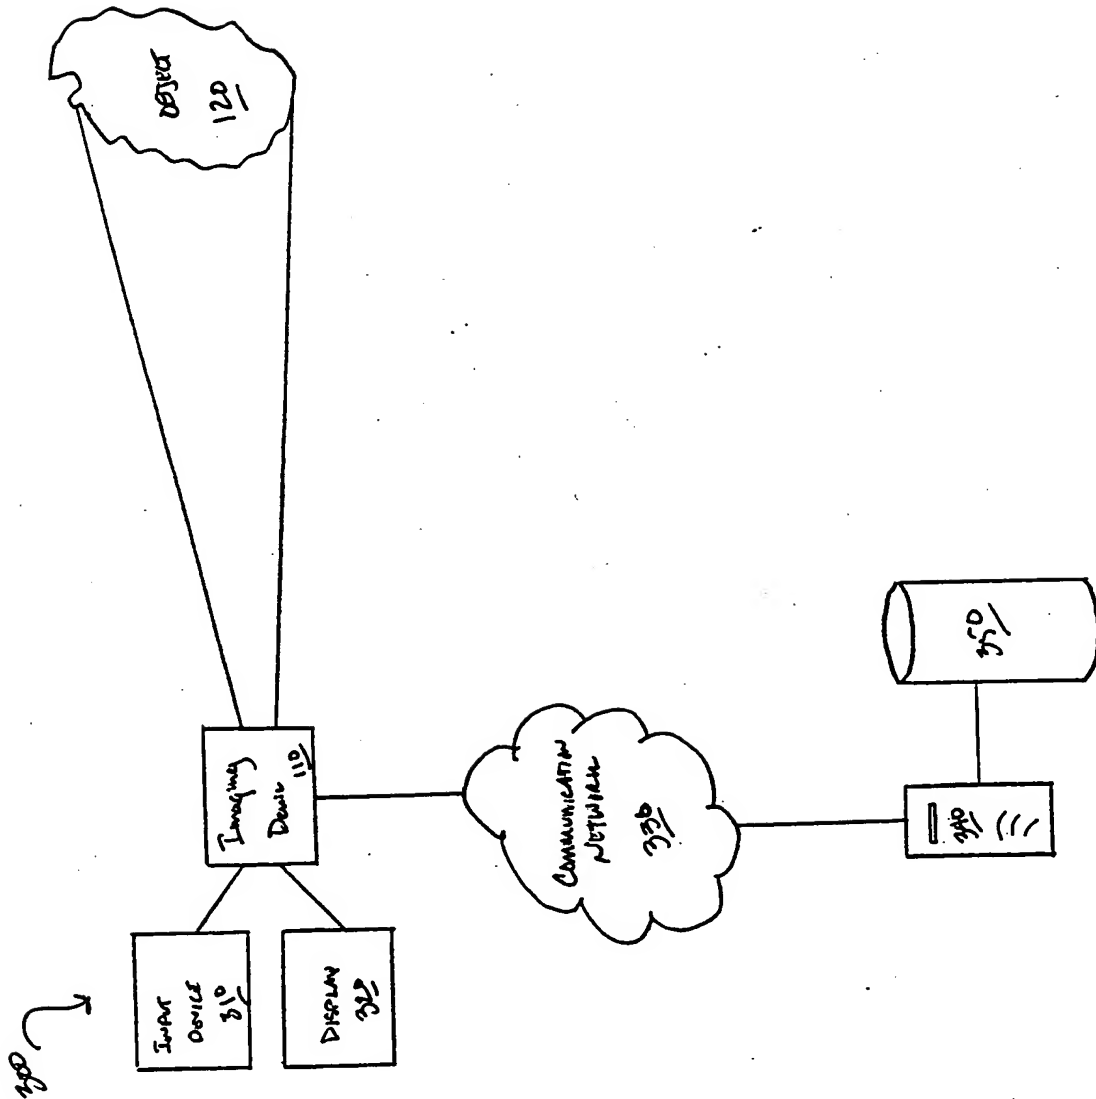 300
INPUT
DEVICE
310
DISPLAY
320
Imaging
Device
110
OBJECT
120
COMMUNICATION
NETWORK
330
340
350